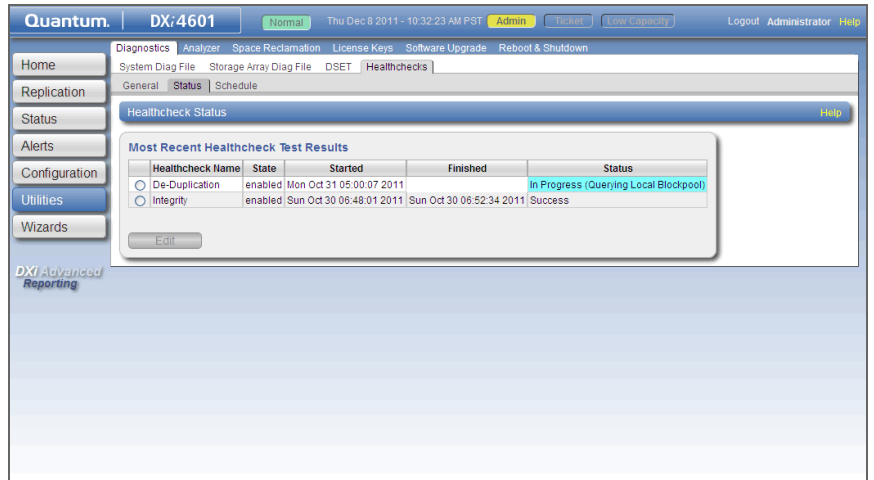 Quantum. DXi4601 Normal Thu Dec 8 2011 - 10:32:23 AM PST Admin Ticket Low Capacity Logout Administrator Help
Diagnostics Analyzer Space Reclamation License Keys Software Upgrade Reboot & Shutdown
System Diag File Storage Array Diag File DSET Healthchecks
General Status Schedule
Home
Replication
Status
Alerts
Configuration
Utilities
Wizards
DXi Advanced
Reporting
Healthcheck Status Help
Most Recent Healthcheck Test Results
Healthcheck Name State Started Finished Status
De-Duplication enabled Mon Oct 31 05:00:07 2011 In Progress (Querying Local Blockpool)
Integrity enabled Sun Oct 30 06:48:01 2011 Sun Oct 30 06:52:34 2011 Success
Edit